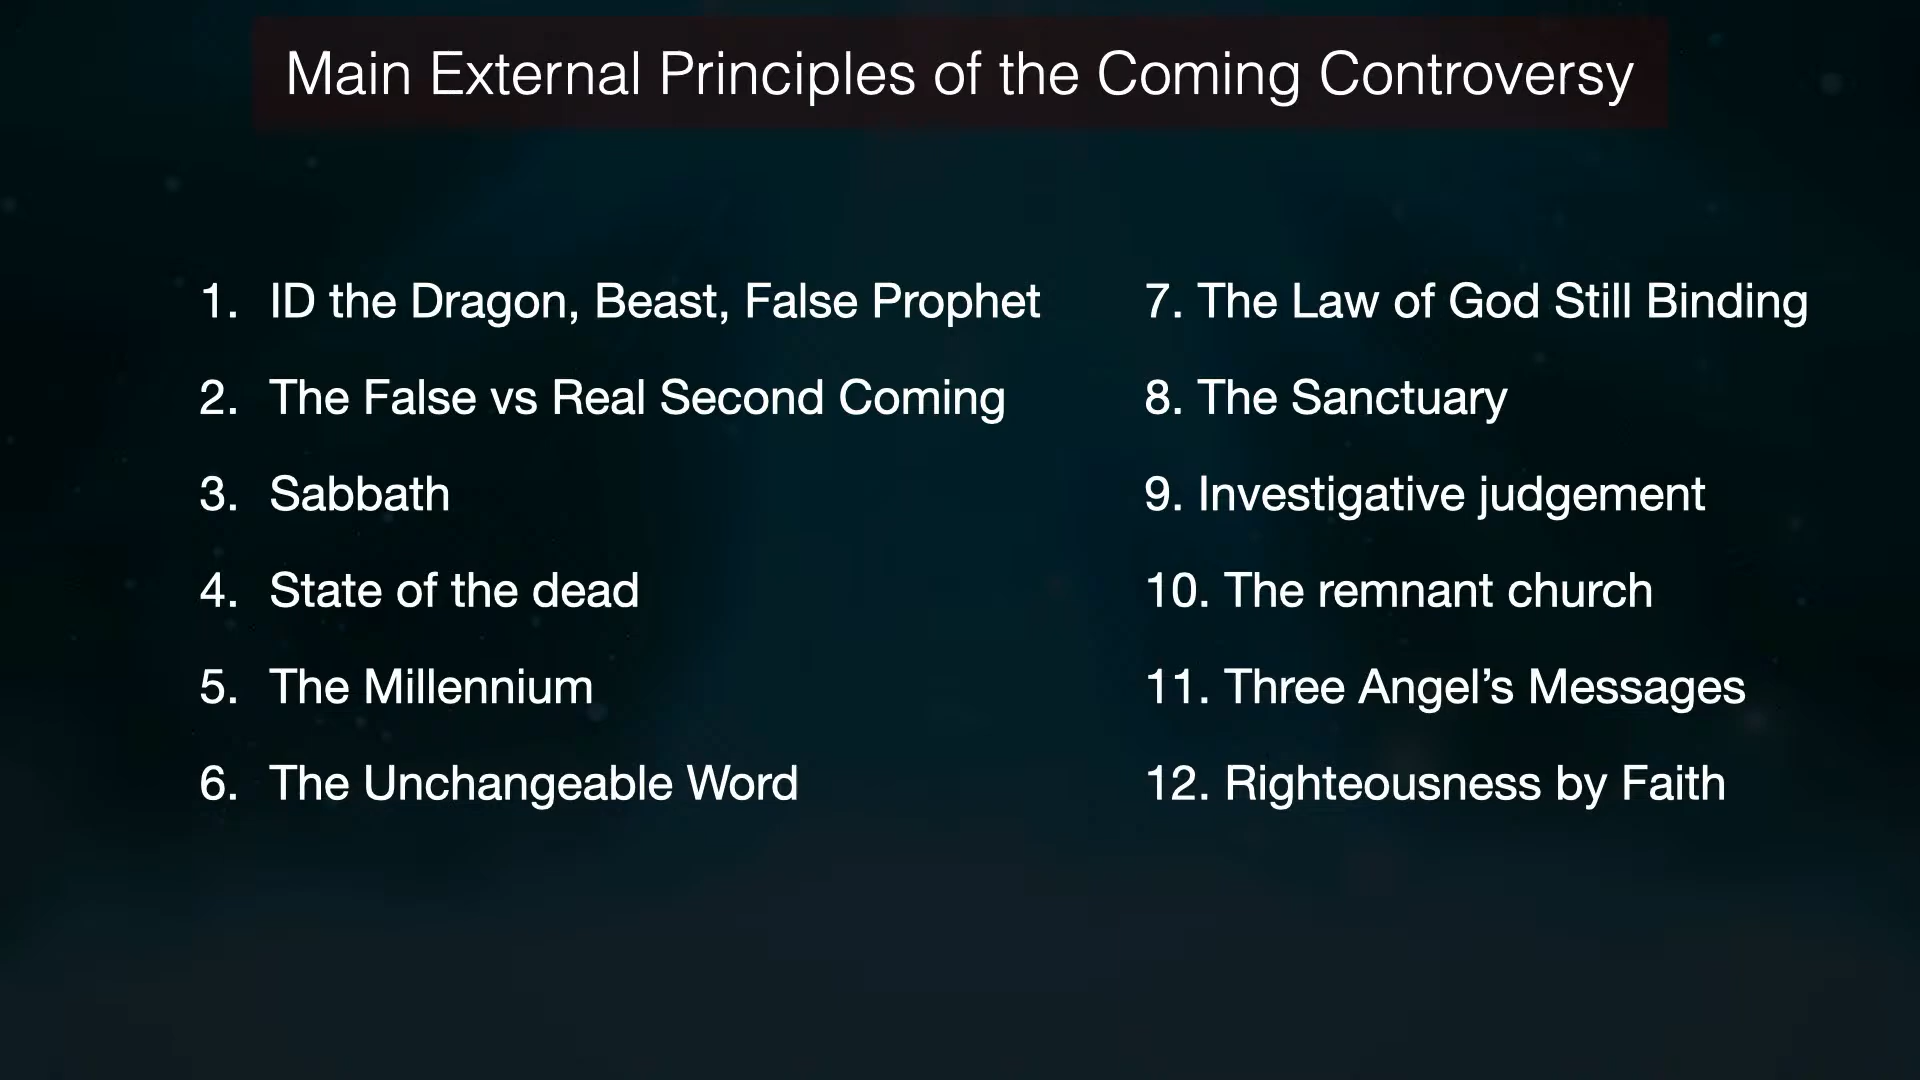 Main External Principles of the Coming Controversy
1. ID the Dragon, Beast, False Prophet
2. The False vs Real Second Coming
3. Sabbath
4. State of the dead
5. The Millennium
6. The Unchangeable Word
7. The Law of God Still Binding
8. The Sanctuary
9. Investigative judgement
10. The remnant church
11. Three Angel’s Messages
12. Righteousness by Faith